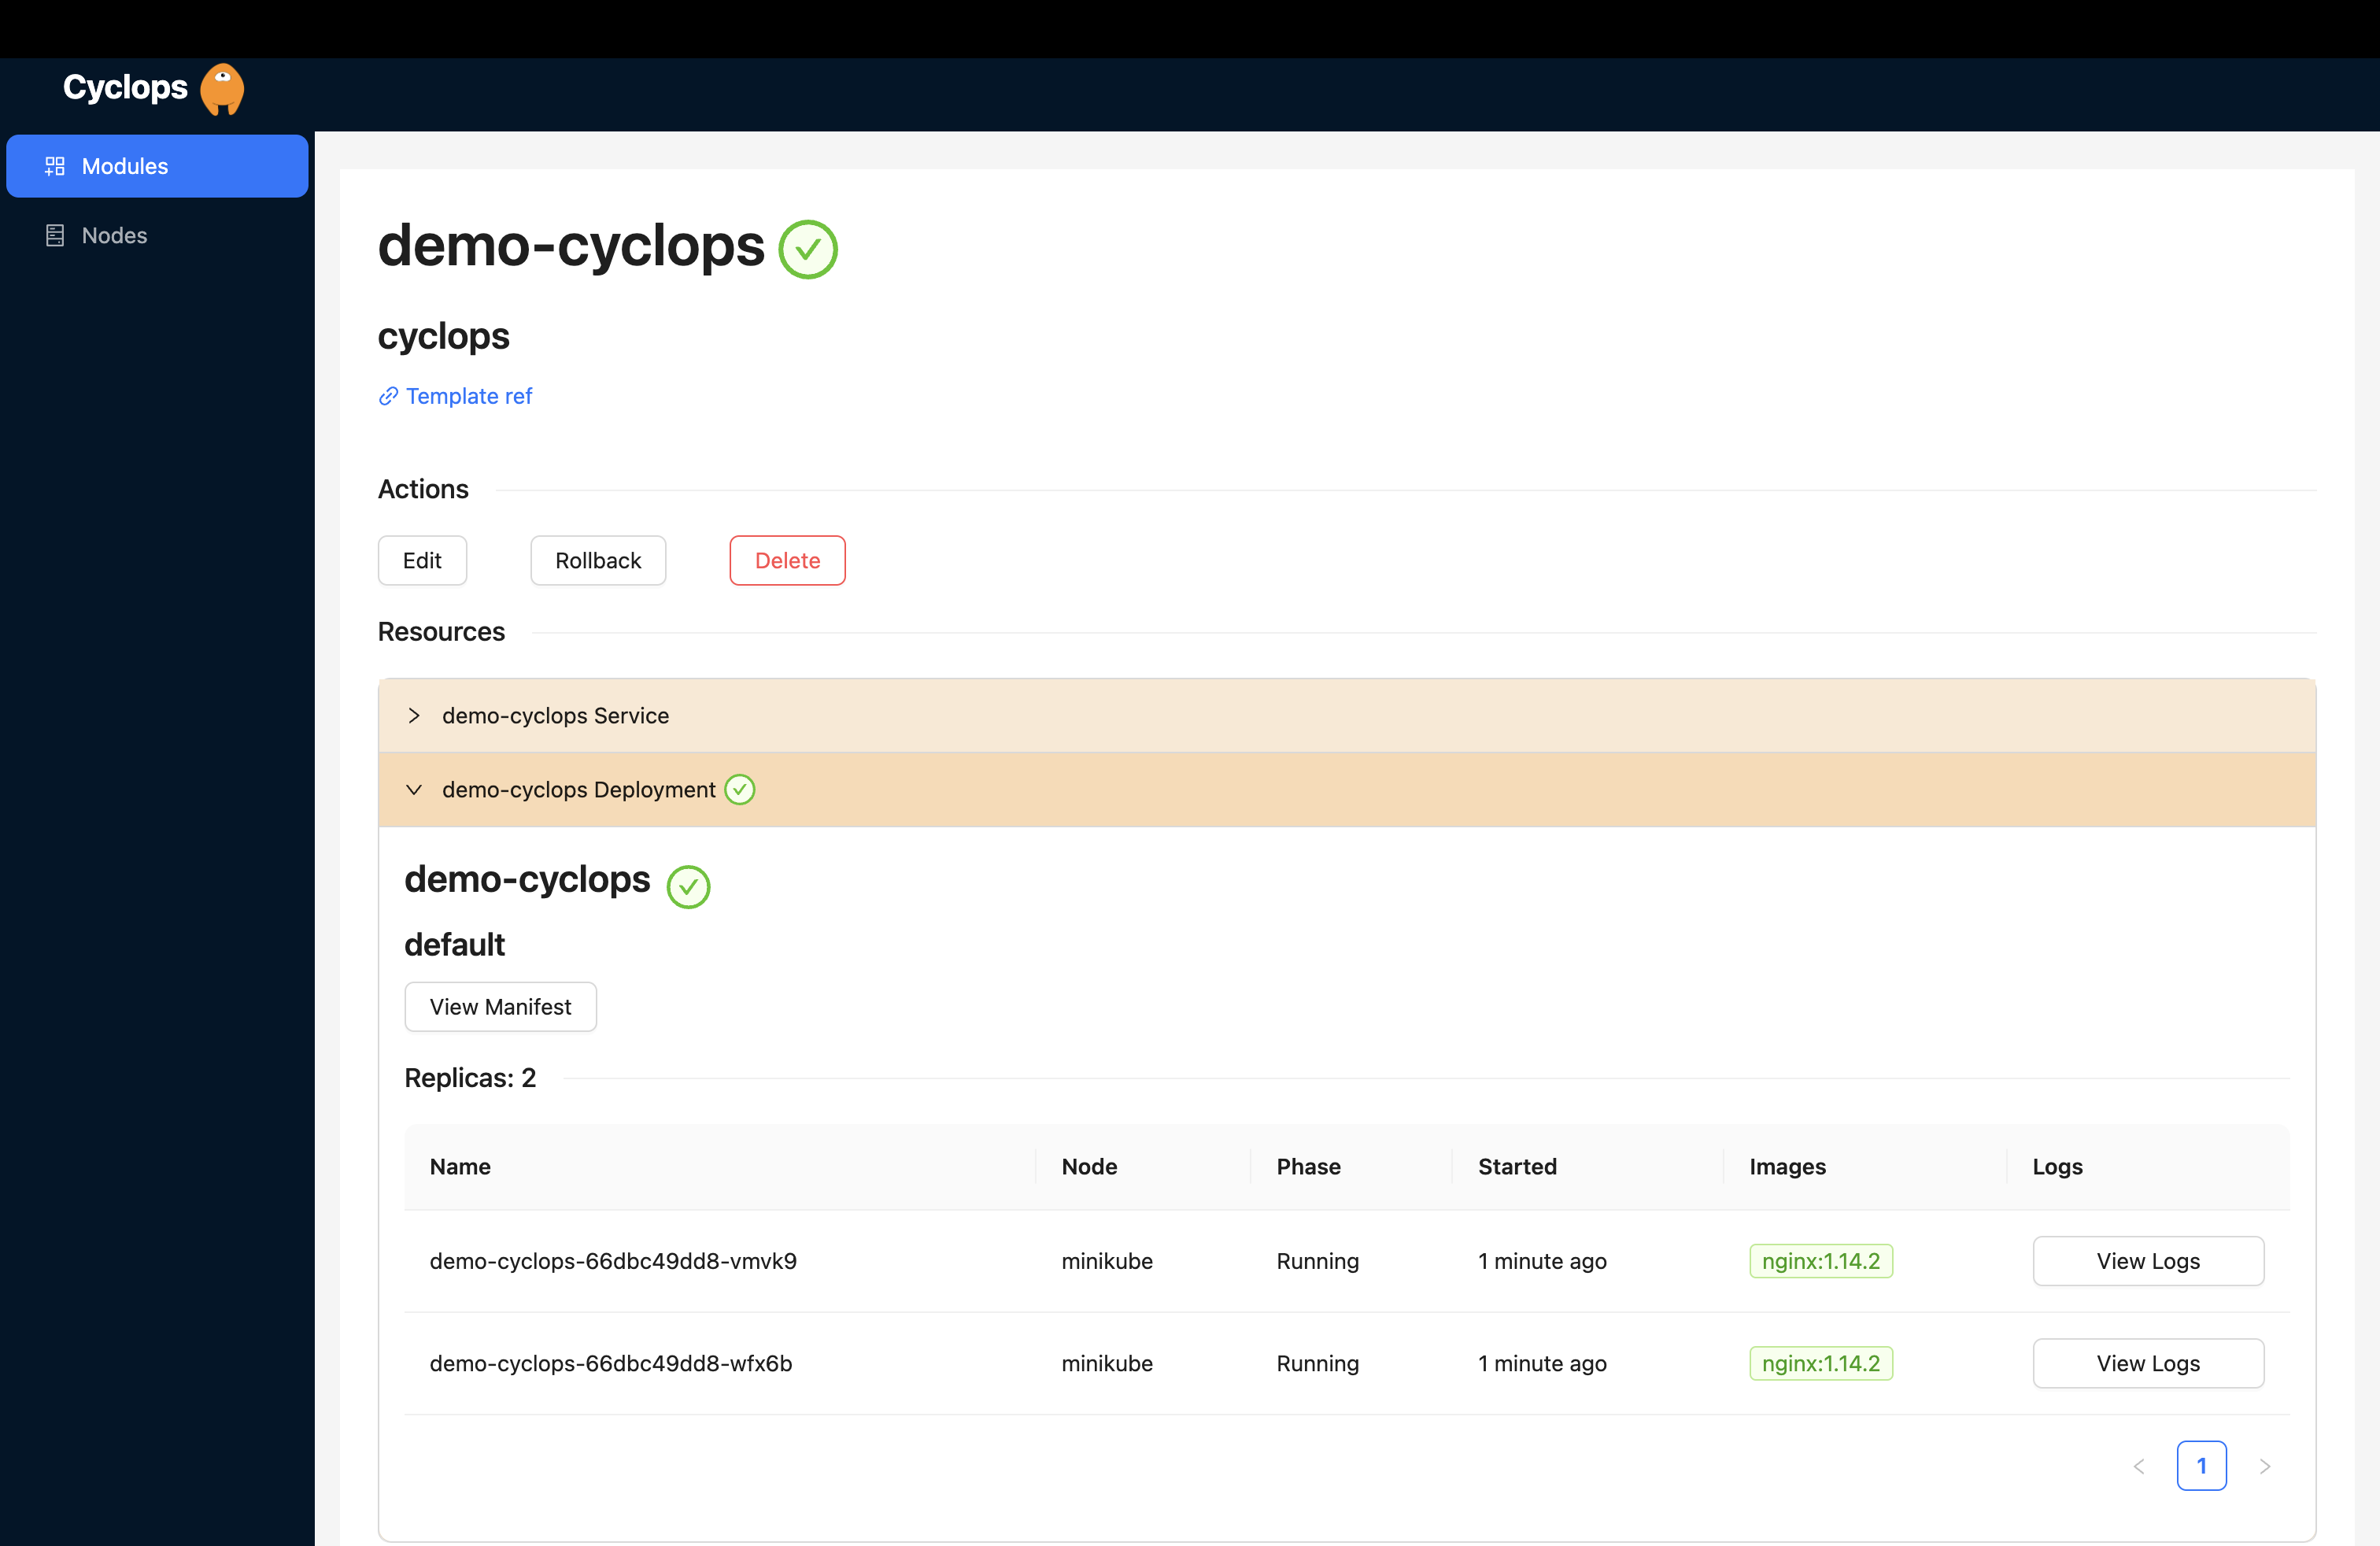 Cyclops
Modules
Nodes
demo-cyclops
cyclops
Template ref
Actions
Edit Rollback Delete
Resources
demo-cyclops Service
demo-cyclops Deployment
demo-cyclops
default
View Manifest
Replicas: 2
Name Node Phase Started Images Logs
demo-cyclops-66dbc49dd8-vmvk9 minikube Running 1 minute ago nginx:1.14.2 View Logs
demo-cyclops-66dbc49dd8-wfx6b minikube Running 1 minute ago nginx:1.14.2 View Logs
1